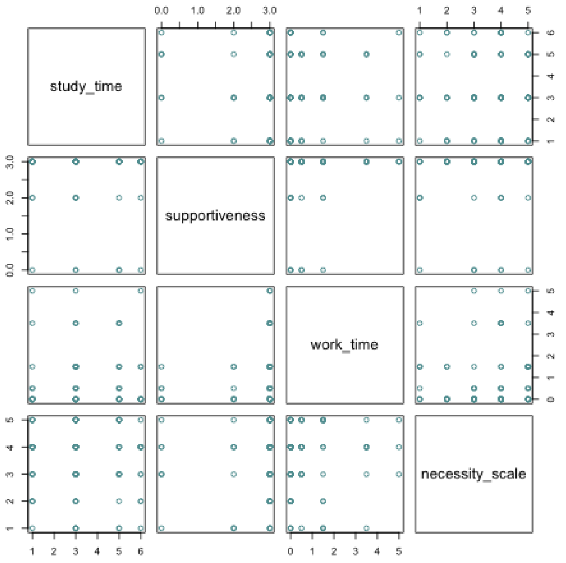 0.0 1.0 2.0 3.0 1 2 3 4 5
study_time
1 2 3 4 5 6
0.0 1.0 2.0 3.0
supportiveness
work_time
0 1 2 3 4 5
1 2 3 4 5
necessity_scale
1 2 3 4 5 6 0 1 2 3 4 5